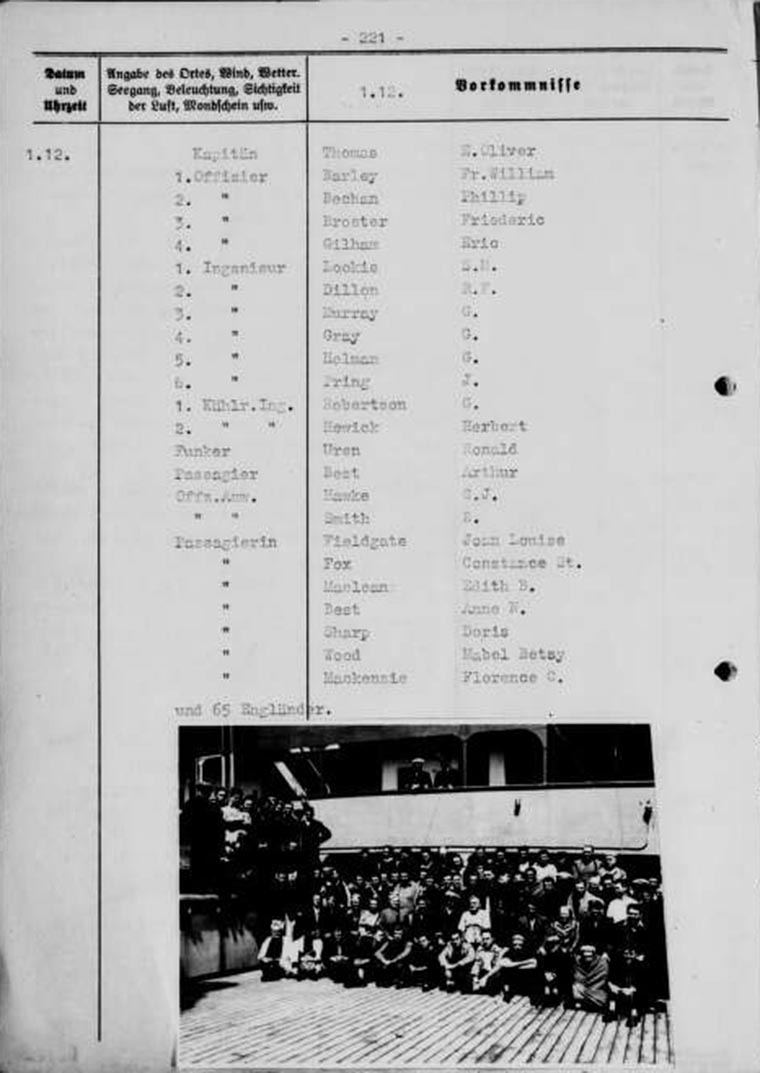 - 221 -
Datum und Uhrzeit
Angabe des Ortes, Wind, Wetter. Seegang, Beleuchtung, Sichtigkeit der Luft, Mondschein usw.
1.12. Vorkommnisse
1.12. Kapitän Thomas W.Oliver
1.Offizier Barley Fr.William
2. " Bechan Phillip
3. " Broster Friederic
4. " Gilham Eric
1. Ingenieur Lockie
2. " Dillon R.F.
3. " Murray G.
4. " Gray G.
5. " Holman G.
6. " Pring J.
1. Kühlr.Ing. Robertson G.
2. " " Hewick Herbert
Funker Uren Ronald
Passagier Best Arthur
Offz.Anw. Hawke
" " Smith
Passagierin Fieldgate Joan Louise
" Fox Constance St.
" Maclean Edith B.
" Best Anne N.
" Sharp Doris
" Wood Mabel Betsy
" Mackenzie Florence C.
und 65 Engländer.